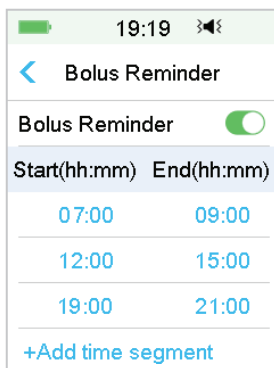 19:19
Bolus Reminder
Bolus Reminder
Start(hh:mm) End(hh:mm)
07:00 09:00
12:00 15:00
19:00 21:00
+Add time segment